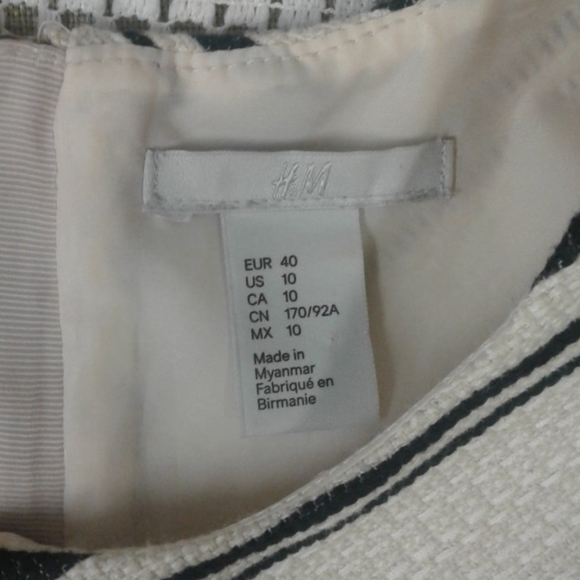 H&M
EUR 40
US 10
CA 10
CN 170/92A
MX 10
Made in
Myanmar
Fabriqué en
Birmanie